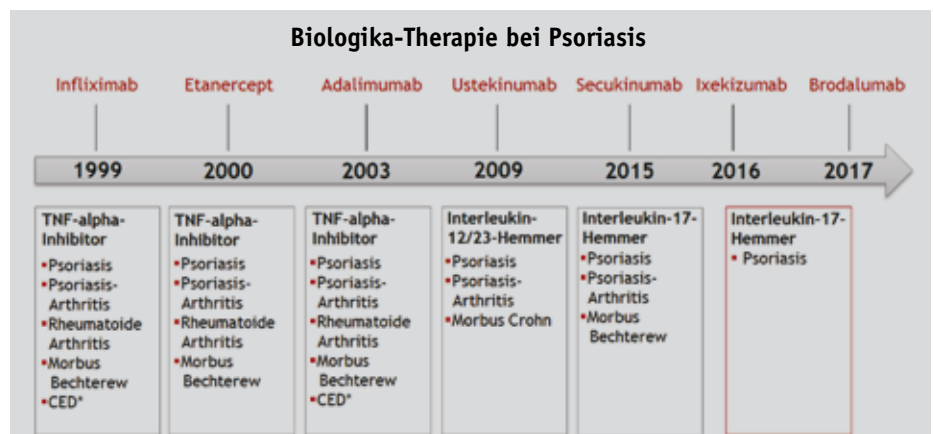 Biologika-Therapie bei Psoriasis
Infliximab Etanercept Adalimumab Ustekinumab Secukinumab Ixekizumab Brodalumab
1999 2000 2003 2009 2015 2016 2017
TNF-alpha-
Inhibitor
▪Psoriasis
▪Psoriasis-
Arthritis
▪Rheumatoide
Arthritis
▪Morbus
Bechterew
▪CED*
TNF-alpha-
Inhibitor
▪Psoriasis
▪Psoriasis-
Arthritis
▪Rheumatoide
Arthritis
▪Morbus
Bechterew
TNF-alpha-
Inhibitor
▪Psoriasis
▪Psoriasis-
Arthritis
▪Rheumatoide
Arthritis
▪Morbus
Bechterew
▪CED*
Interleukin-
12/23-Hemmer
▪Psoriasis
▪Psoriasis-
Arthritis
▪Morbus Crohn
Interleukin-17-
Hemmer
▪Psoriasis
▪Psoriasis-
Arthritis
▪Morbus
Bechterew
Interleukin-17-
Hemmer
▪ Psoriasis